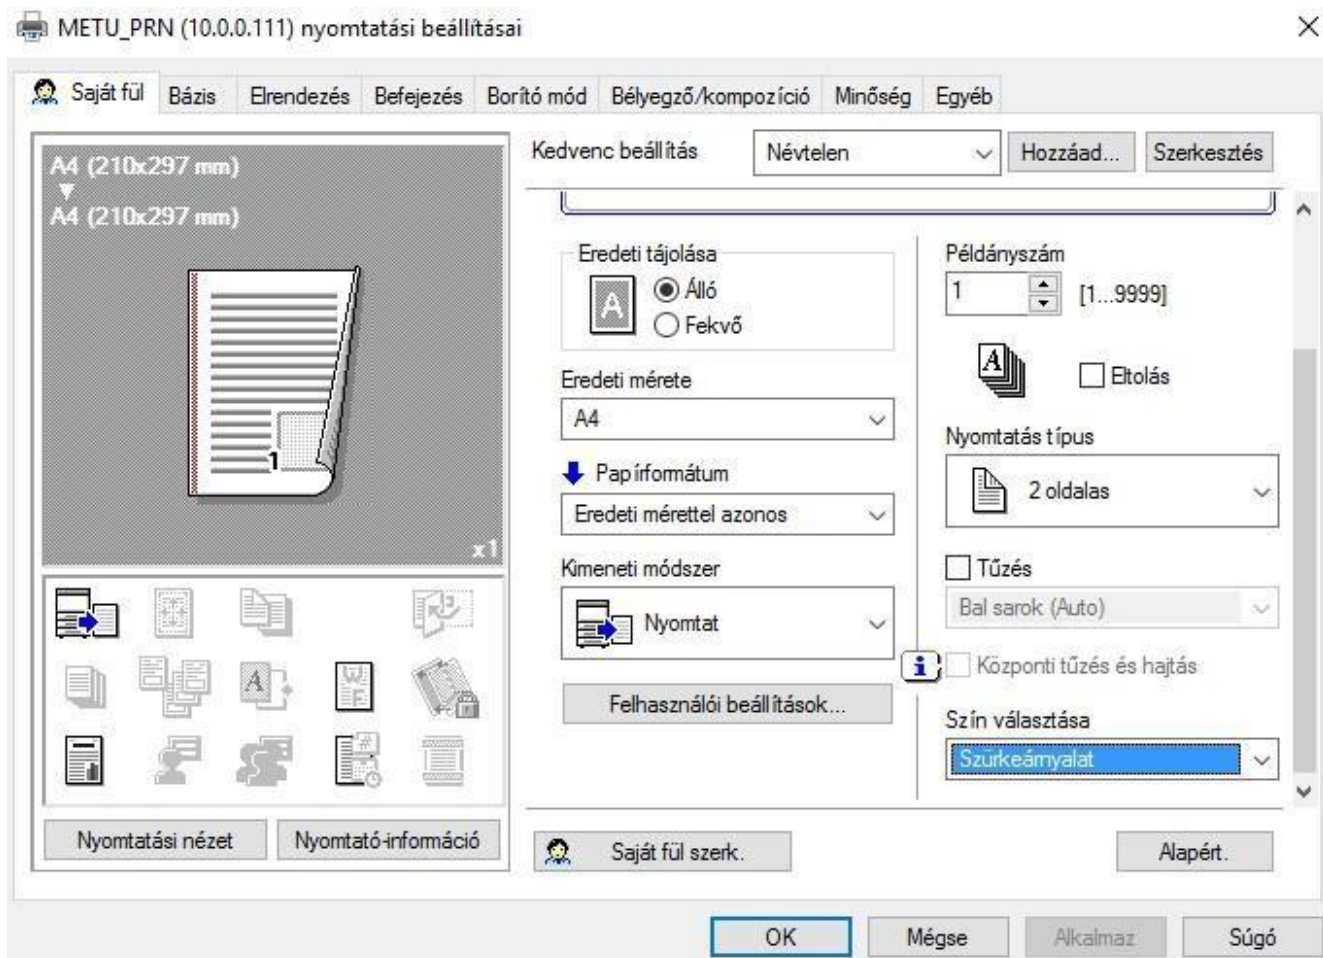 METU_PRN (10.0.0.111) nyomtatási beállításai
Saját fül Bázis Elrendezés Befejezés Borító mód Bélyegző/kompozíció Minőség Egyéb
A4 (210x297 mm)
A4 (210x297 mm)
1
x1
Nyomtatási nézet Nyomtató-információ
Kedvenc beállítás Névtelen Hozzáad... Szerkesztés
Eredeti tájolása
A
Álló
Fekvő
Eredeti mérete
A4
Papírformátum
Eredeti mérettel azonos
Kimeneti módszer
Nyomtat
Felhasználói beállítások...
Példányszám
1 [1...9999]
A
Eltolás
Nyomtatás típus
2 oldalas
Tűzés
Bal sarok (Auto)
i Központi tűzés és hajtás
Szín választása
Szürkeárnyalat
Saját fül szerk. Alapért.
OK Mégse Alkalmaz Súgó